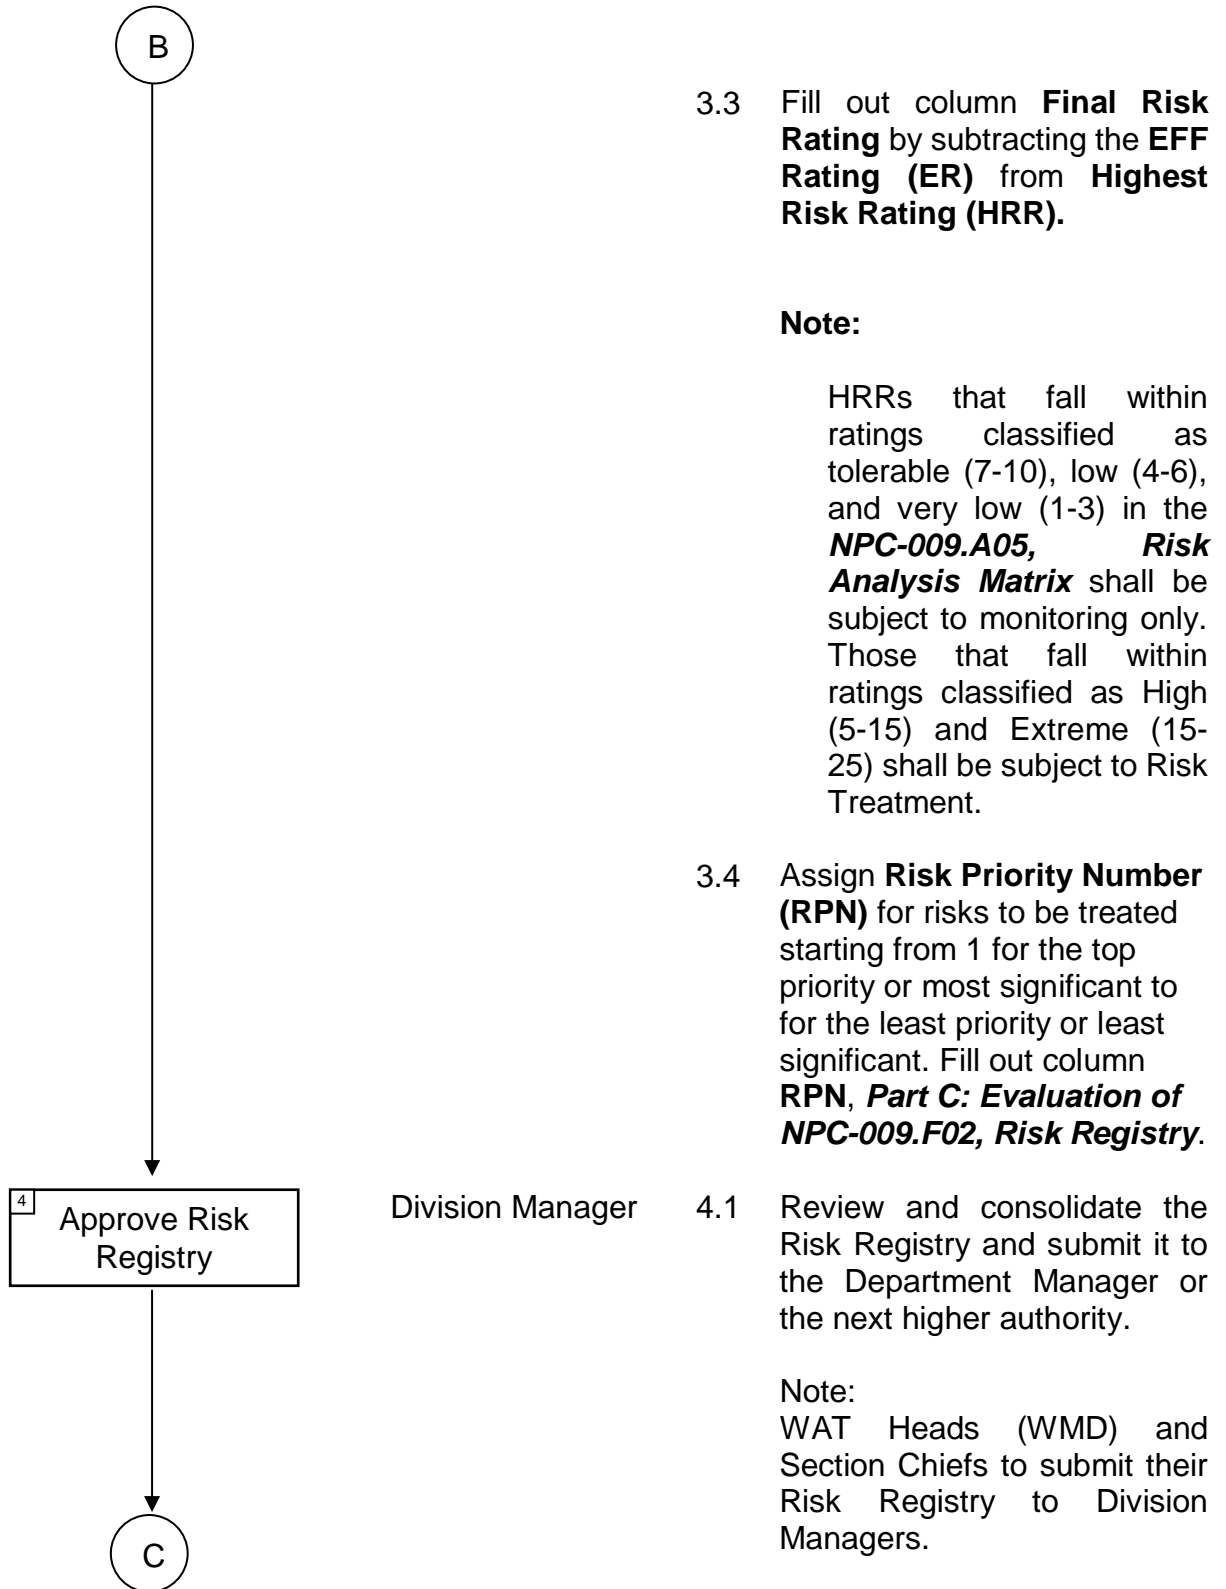 B
3.3 Fill out column Final Risk
Rating by subtracting the EFF
Rating (ER) from Highest
Risk Rating (HRR).
Note:
HRRs that fall within
ratings classified as
tolerable (7-10), low (4-6),
and very low (1-3) in the
NPC-009.A05, Risk
Analysis Matrix shall be
subject to monitoring only.
Those that fall within
ratings classified as High
(5-15) and Extreme (15-
25) shall be subject to Risk
Treatment.
3.4 Assign Risk Priority Number
(RPN) for risks to be treated
starting from 1 for the top
priority or most significant to
for the least priority or least
significant. Fill out column
RPN, Part C: Evaluation of
NPC-009.F02, Risk Registry.
4
Approve Risk
Registry
Division Manager
4.1 Review and consolidate the
Risk Registry and submit it to
the Department Manager or
the next higher authority.
Note:
WAT Heads (WMD) and
Section Chiefs to submit their
Risk Registry to Division
Managers.
C